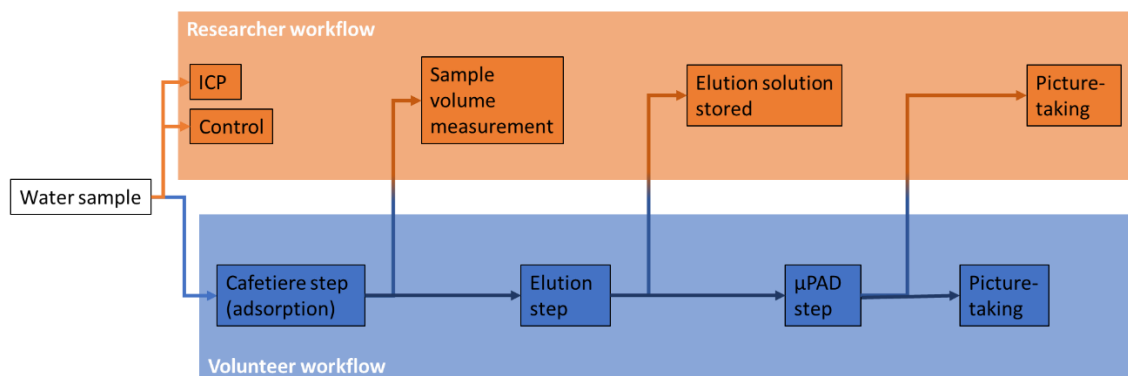 Researcher workflow
ICP
Control
Sample
volume
measurement
Elution solution
stored
Picture-
taking
Water sample
Cafetiere step
(adsorption)
Elution
step
µPAD
step
Picture-
taking
Volunteer workflow